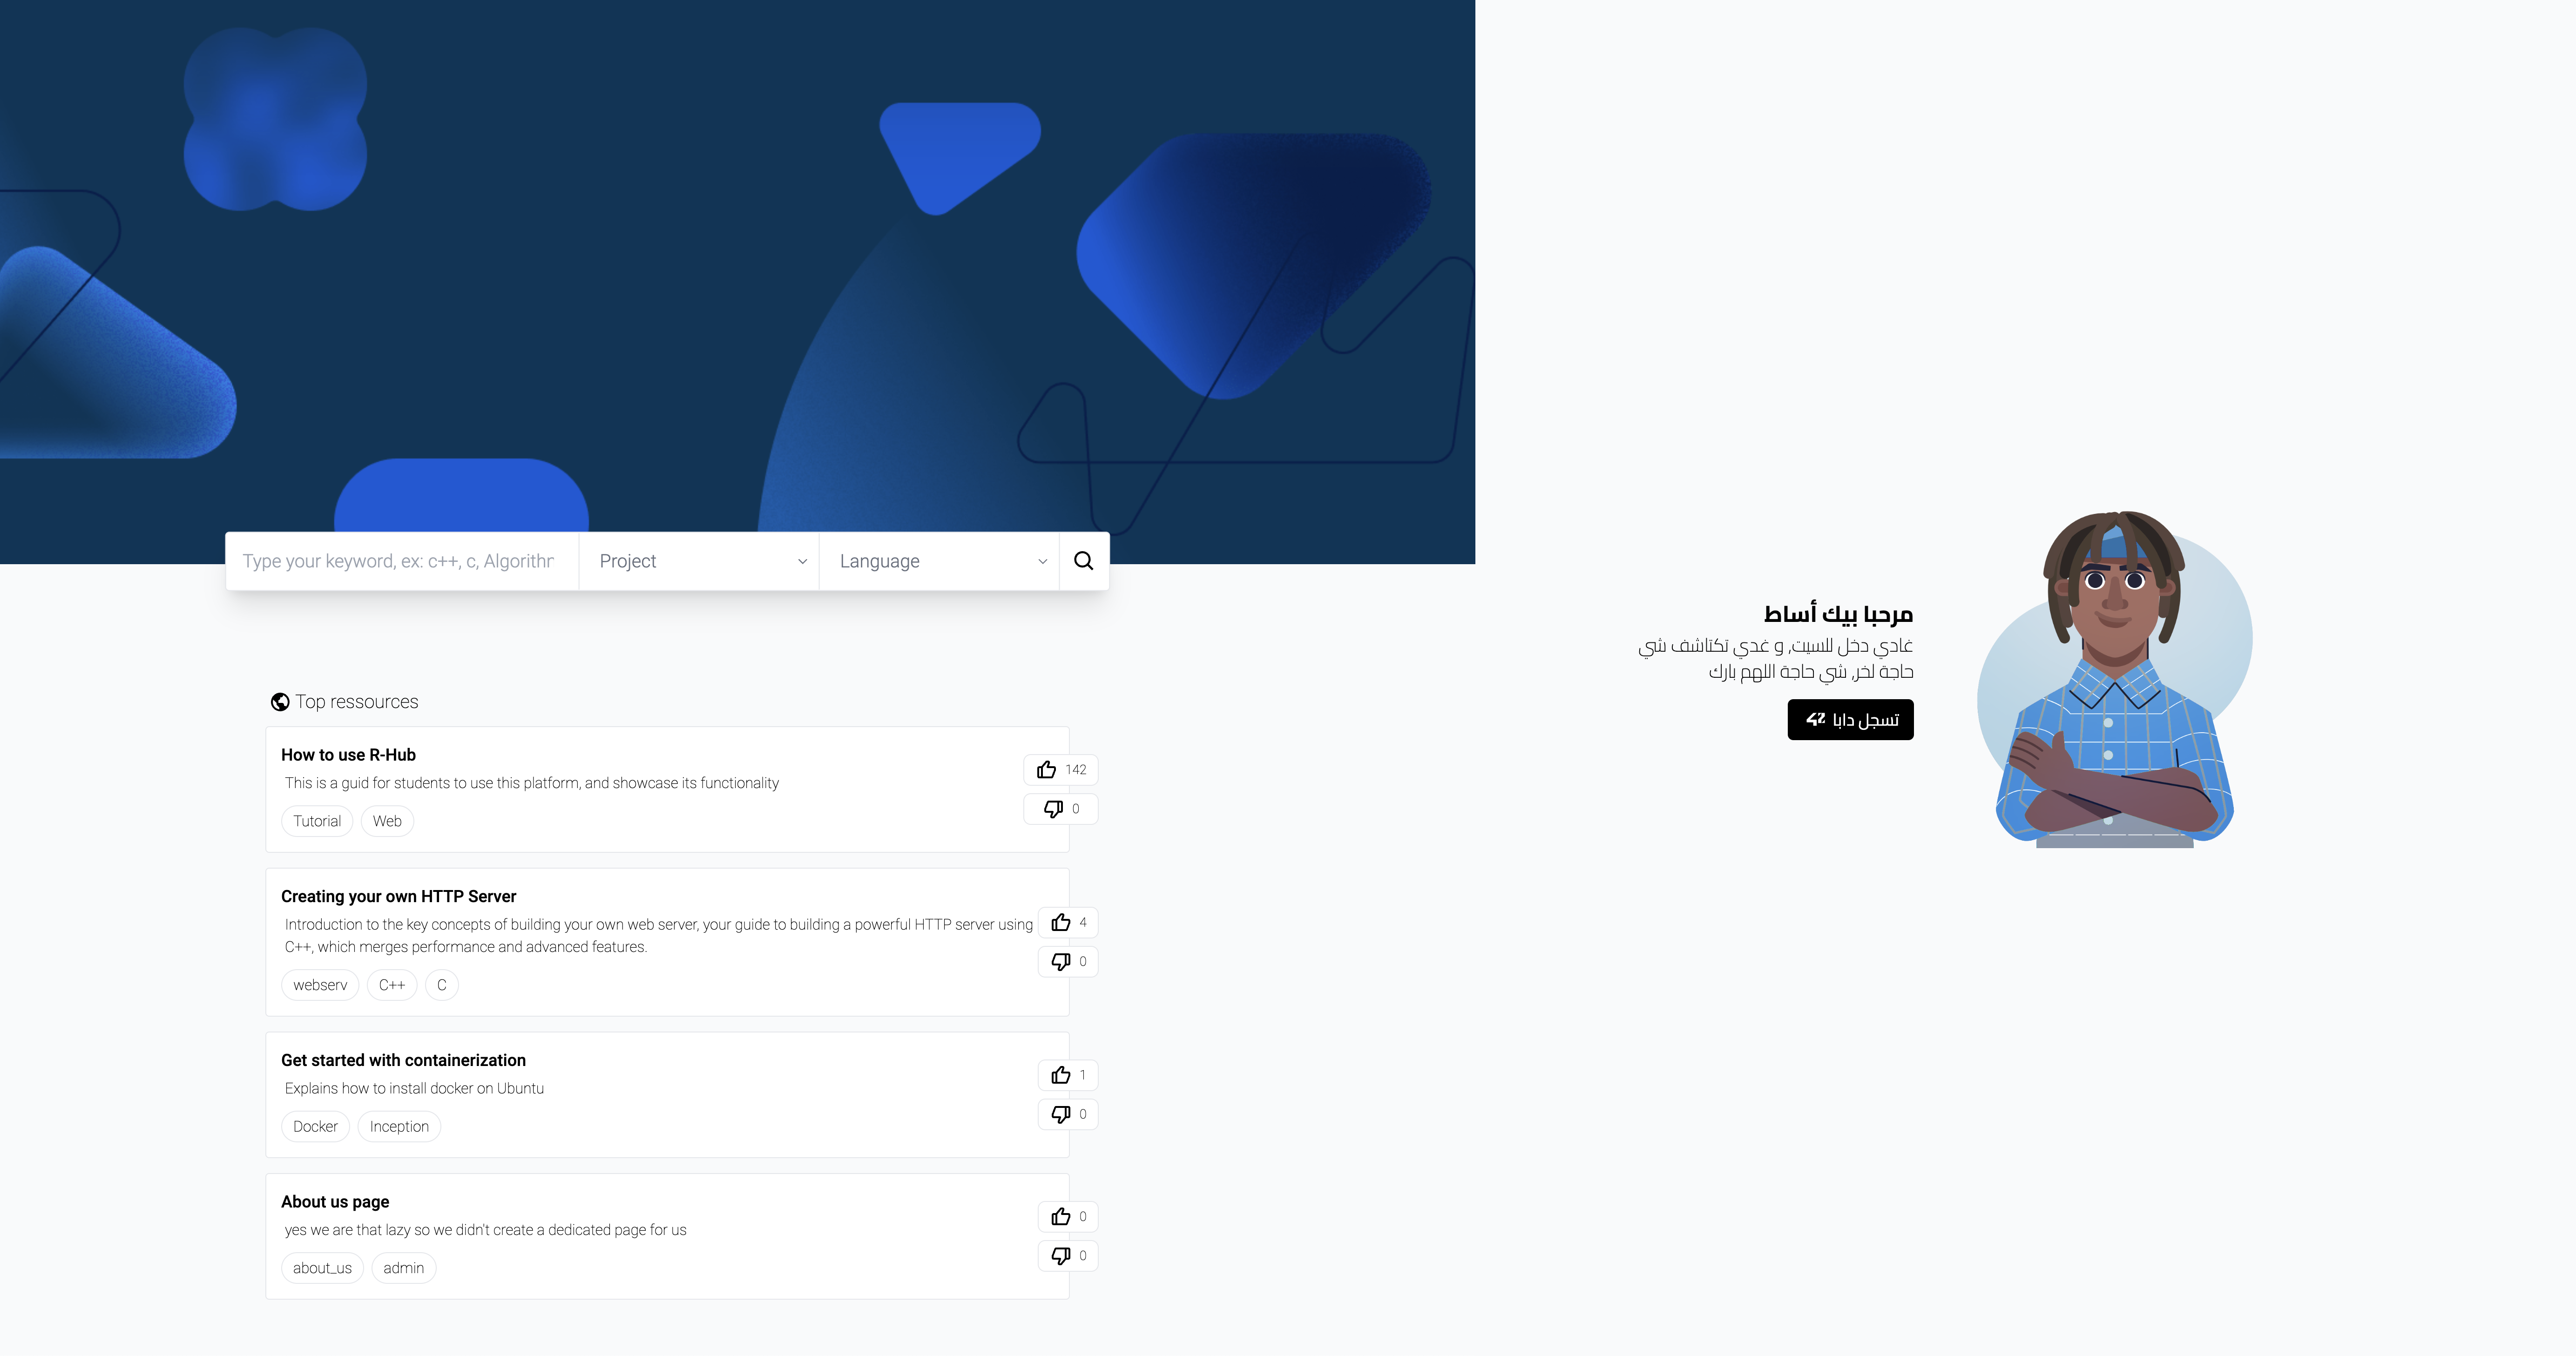 Type your keyword, ex: c++, c, Algorithm
Project
Language
Top ressources
How to use R-Hub
This is a guid for students to use this platform, and showcase its functionality
Tutorial
Web
142
0
Creating your own HTTP Server
Introduction to the key concepts of building your own web server, your guide to building a powerful HTTP server using
C++, which merges performance and advanced features.
webserv
C++
C
4
0
Get started with containerization
Explains how to install docker on Ubuntu
Docker
Inception
1
0
About us page
yes we are that lazy so we didn't create a dedicated page for us
about_us
admin
0
0
مرحبا بيك أساط
غادي دخل للسيت, و غدي تكتاشف شي
حاجة لخر, شي حاجة اللهم بارك
تسجل دابا 42